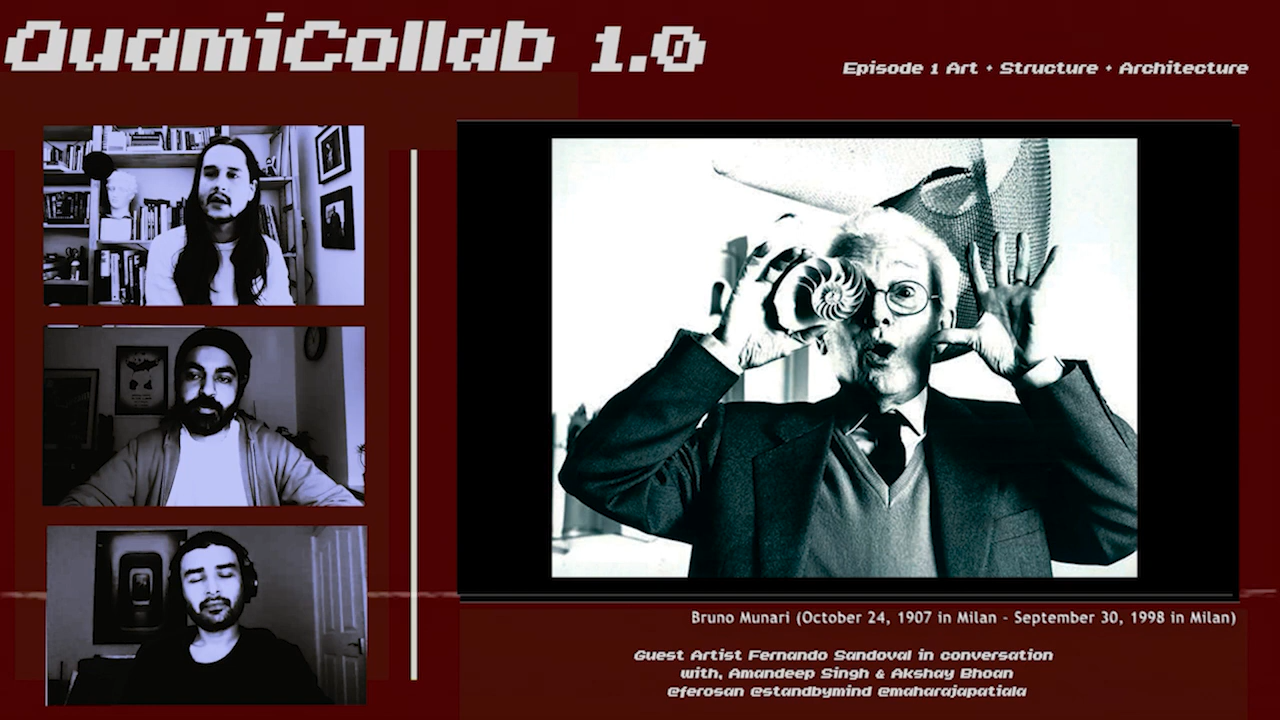 QuamiCollab 1.0
Episode 1 Art + Structure + Architecture
Bruno Munari (October 24, 1907 in Milan - September 30, 1998 in Milan)
Guest Artist Fernando Sandoval in conversation
with, Amandeep Singh & Akshay Bhoan
@ferosan @standbymind @maharajapatiala